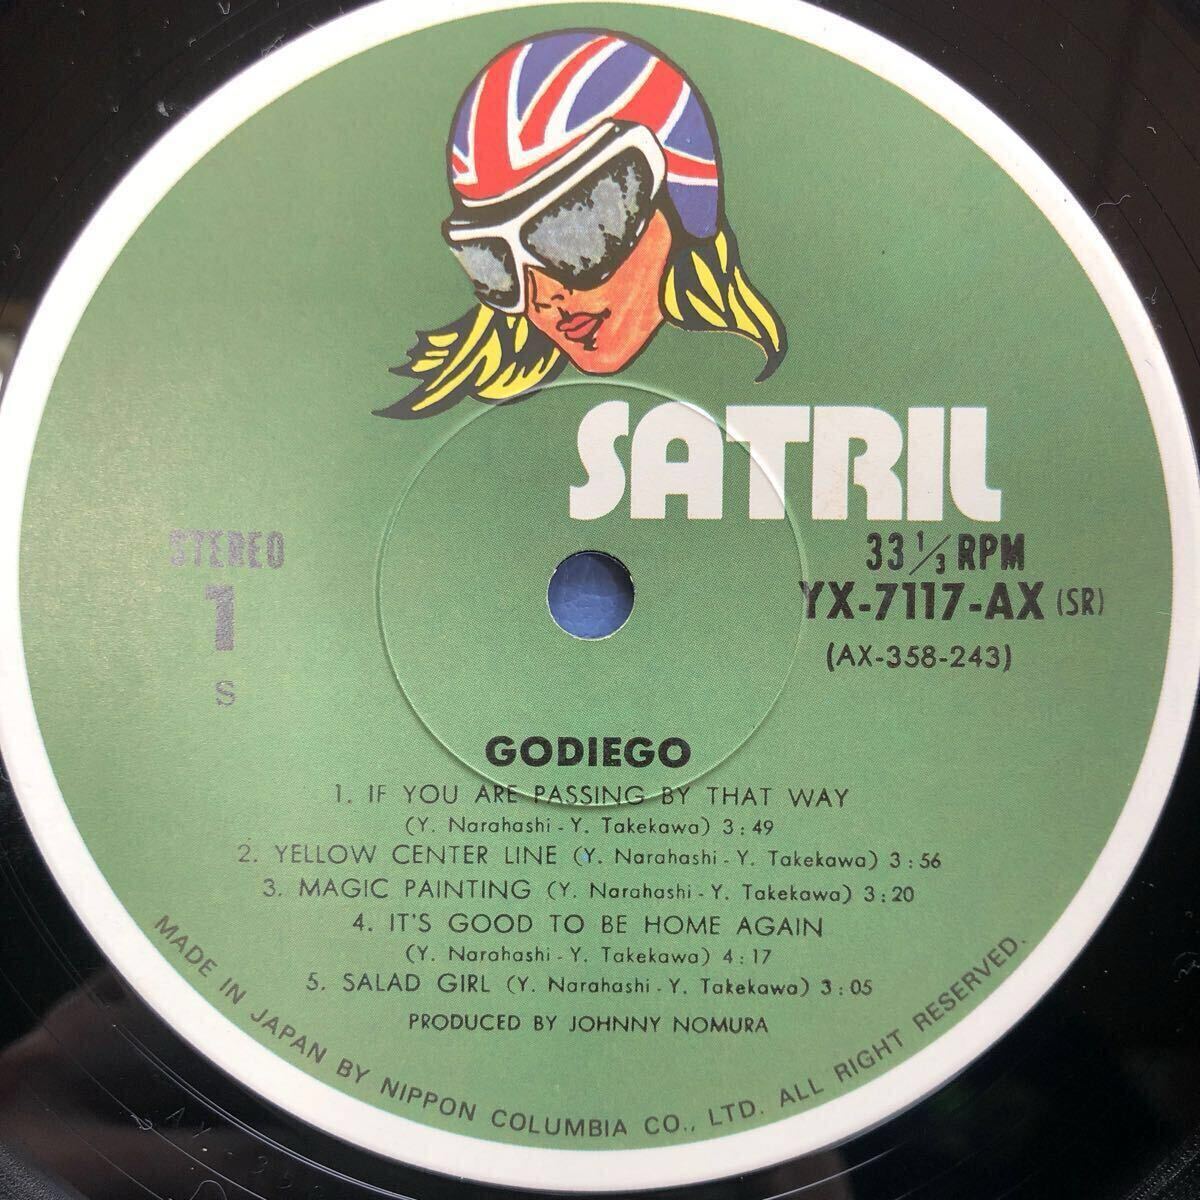 SATRIL
STEREO
1
S
33 1/3 RPM
YX-7117-AX (SR)
(AX-358-243)
GODIEGO
1. IF YOU ARE PASSING BY THAT WAY
(Y. Narahashi - Y. Takekawa) 3:49
2. YELLOW CENTER LINE (Y. Narahashi - Y. Takekawa) 3:56
3. MAGIC PAINTING (Y. Narahashi - Y. Takekawa) 3:20
4. IT'S GOOD TO BE HOME AGAIN
(Y. Narahashi - Y. Takekawa) 4:17
5. SALAD GIRL (Y. Narahashi - Y. Takekawa) 3:05
PRODUCED BY JOHNNY NOMURA
MADE IN JAPAN BY NIPPON COLUMBIA CO., LTD. ALL RIGHT RESERVED.